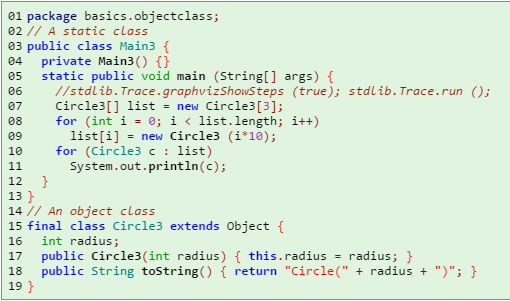 01 package basics.objectclass;
02 // A static class
03 public class Main3 {
04   private Main3() {}
05   static public void main (String[] args) {
06     //stdlib.Trace.graphvizShowSteps (true); stdlib.Trace.run ();
07     Circle3[] list = new Circle3[3];
08     for (int i = 0; i < list.length; i++)
09       list[i] = new Circle3 (i*10);
10     for (Circle3 c : list)
11       System.out.println(c);
12   }
13 }
14 // An object class
15 final class Circle3 extends Object {
16   int radius;
17   public Circle3(int radius) { this.radius = radius; }
18   public String toString() { return "Circle(" + radius + ")"; }
19 }